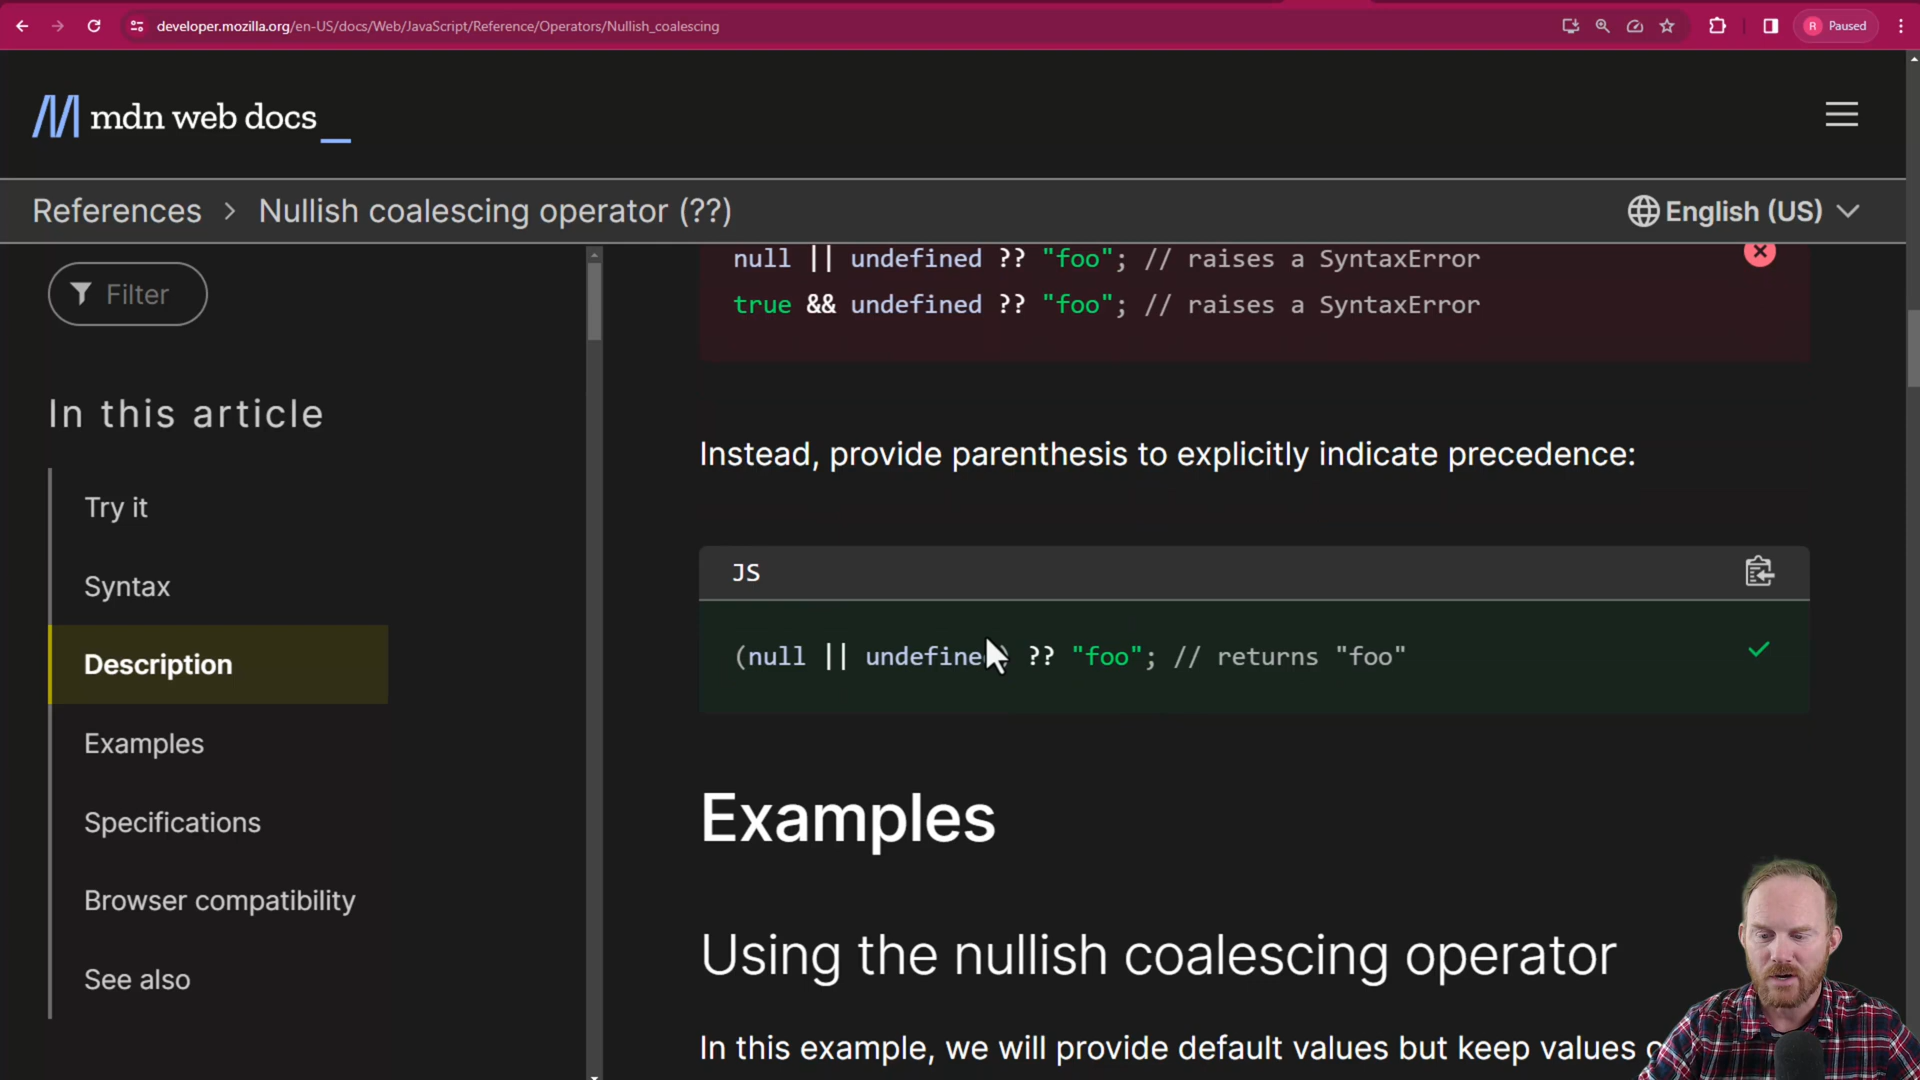 developer.mozilla.org/en-US/docs/Web/JavaScript/Reference/Operators/Nullish_coalescing
R Paused
mdn web docs_
References > Nullish coalescing operator (??)
English (US)
Filter
In this article
Try it
Syntax
Description
Examples
Specifications
Browser compatibility
See also
null || undefined ?? "foo"; // raises a SyntaxError
true && undefined ?? "foo"; // raises a SyntaxError
Instead, provide parenthesis to explicitly indicate precedence:
JS
(null || undefined) ?? "foo"; // returns "foo"
Examples
Using the nullish coalescing operator
In this example, we will provide default values but keep values